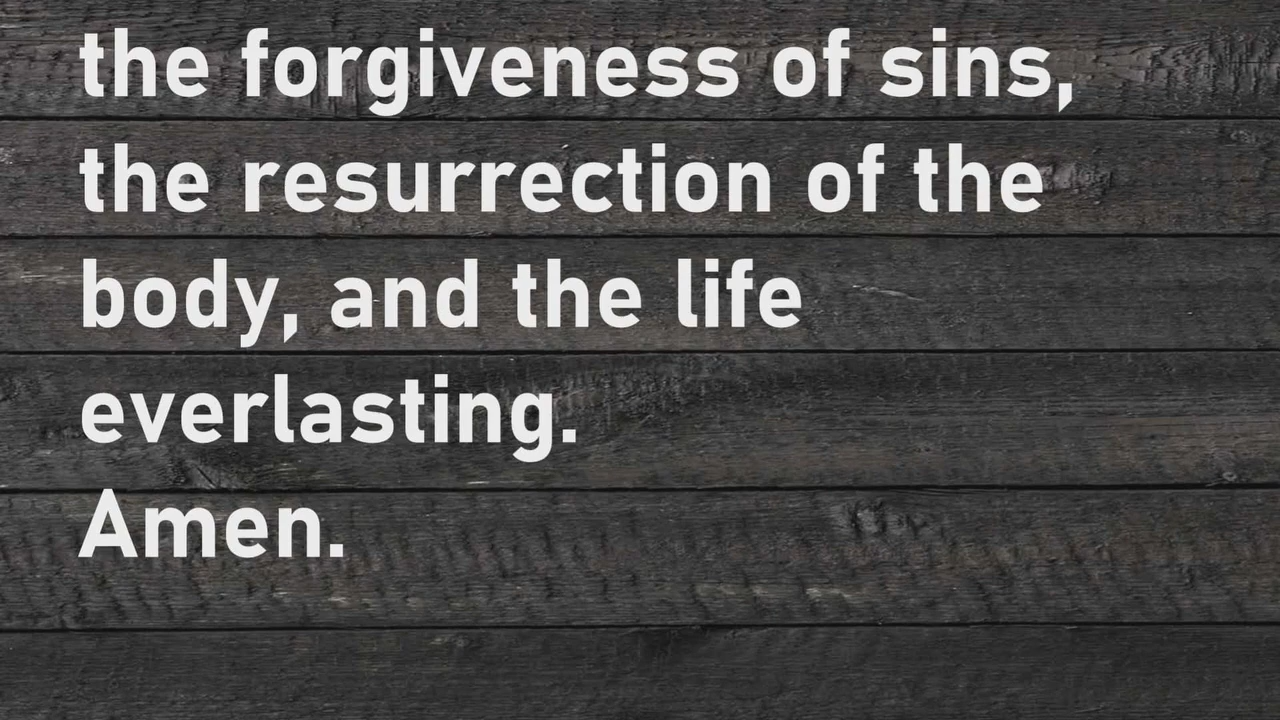 the forgiveness of sins,
the resurrection of the
body, and the life
everlasting.
Amen.